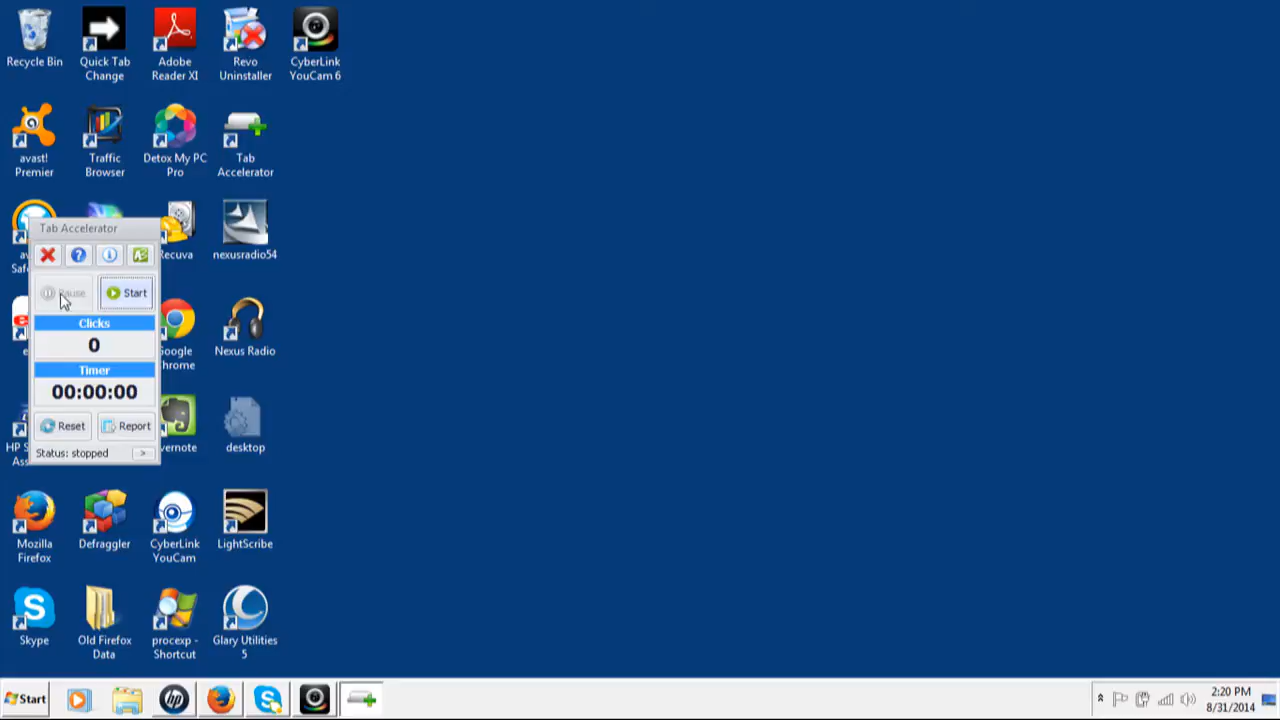 Recycle Bin
Quick Tab
Change
Adobe
Reader XI
Revo
Uninstaller
CyberLink
YouCam 6
avast!
Premier
Traffic
Browser
Detox My PC
Pro
Tab
Accelerator
Tab Accelerator
Start
Clicks
0
Timer
00:00:00
Reset
Report
Status: stopped
>
nexusradio54
Nexus Radio
desktop
Mozilla
Firefox
Defraggler
CyberLink
YouCam
LightScribe
Skype
Old Firefox
Data
procexp -
Shortcut
Glary Utilities
5
Start
2:20 PM
8/31/2014